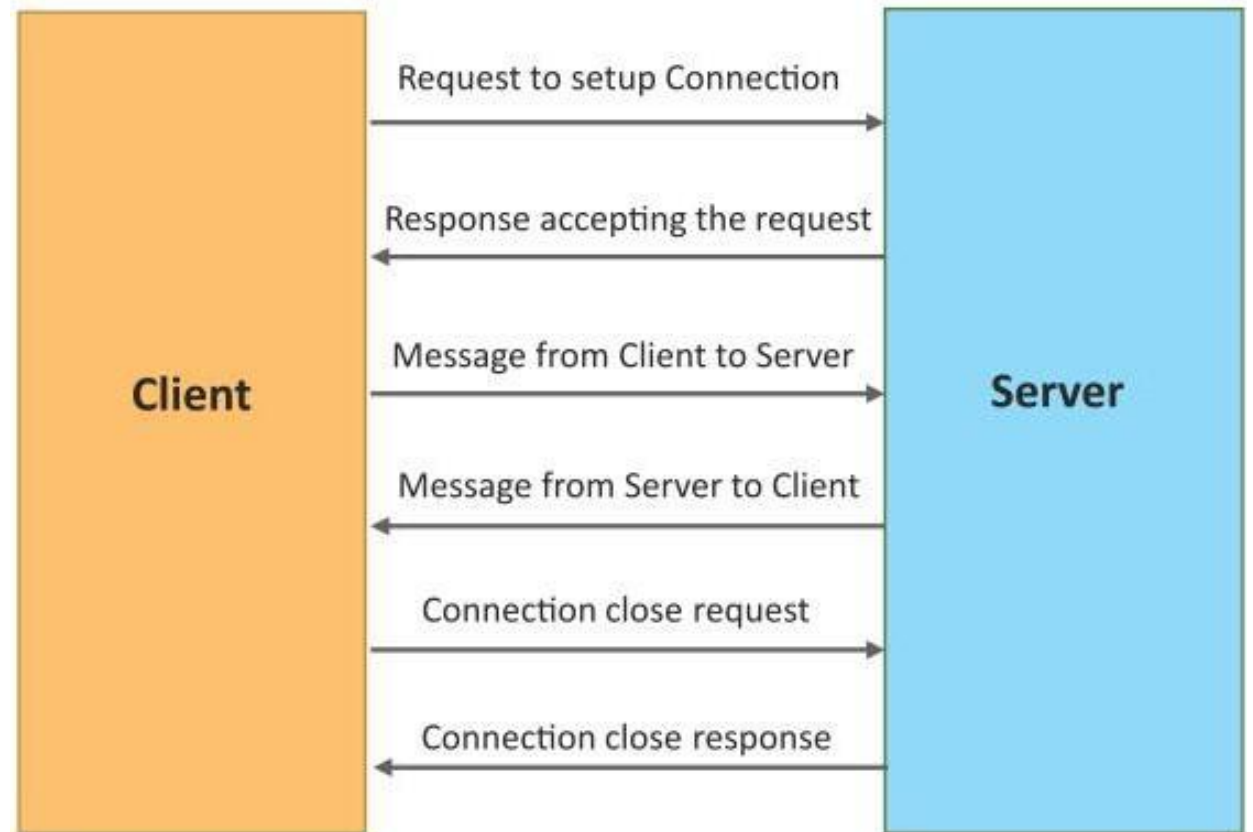 Request to setup Connection
Response accepting the request
Message from Client to Server
Client
Server
Message from Server to Client
Connection close request
Connection close response